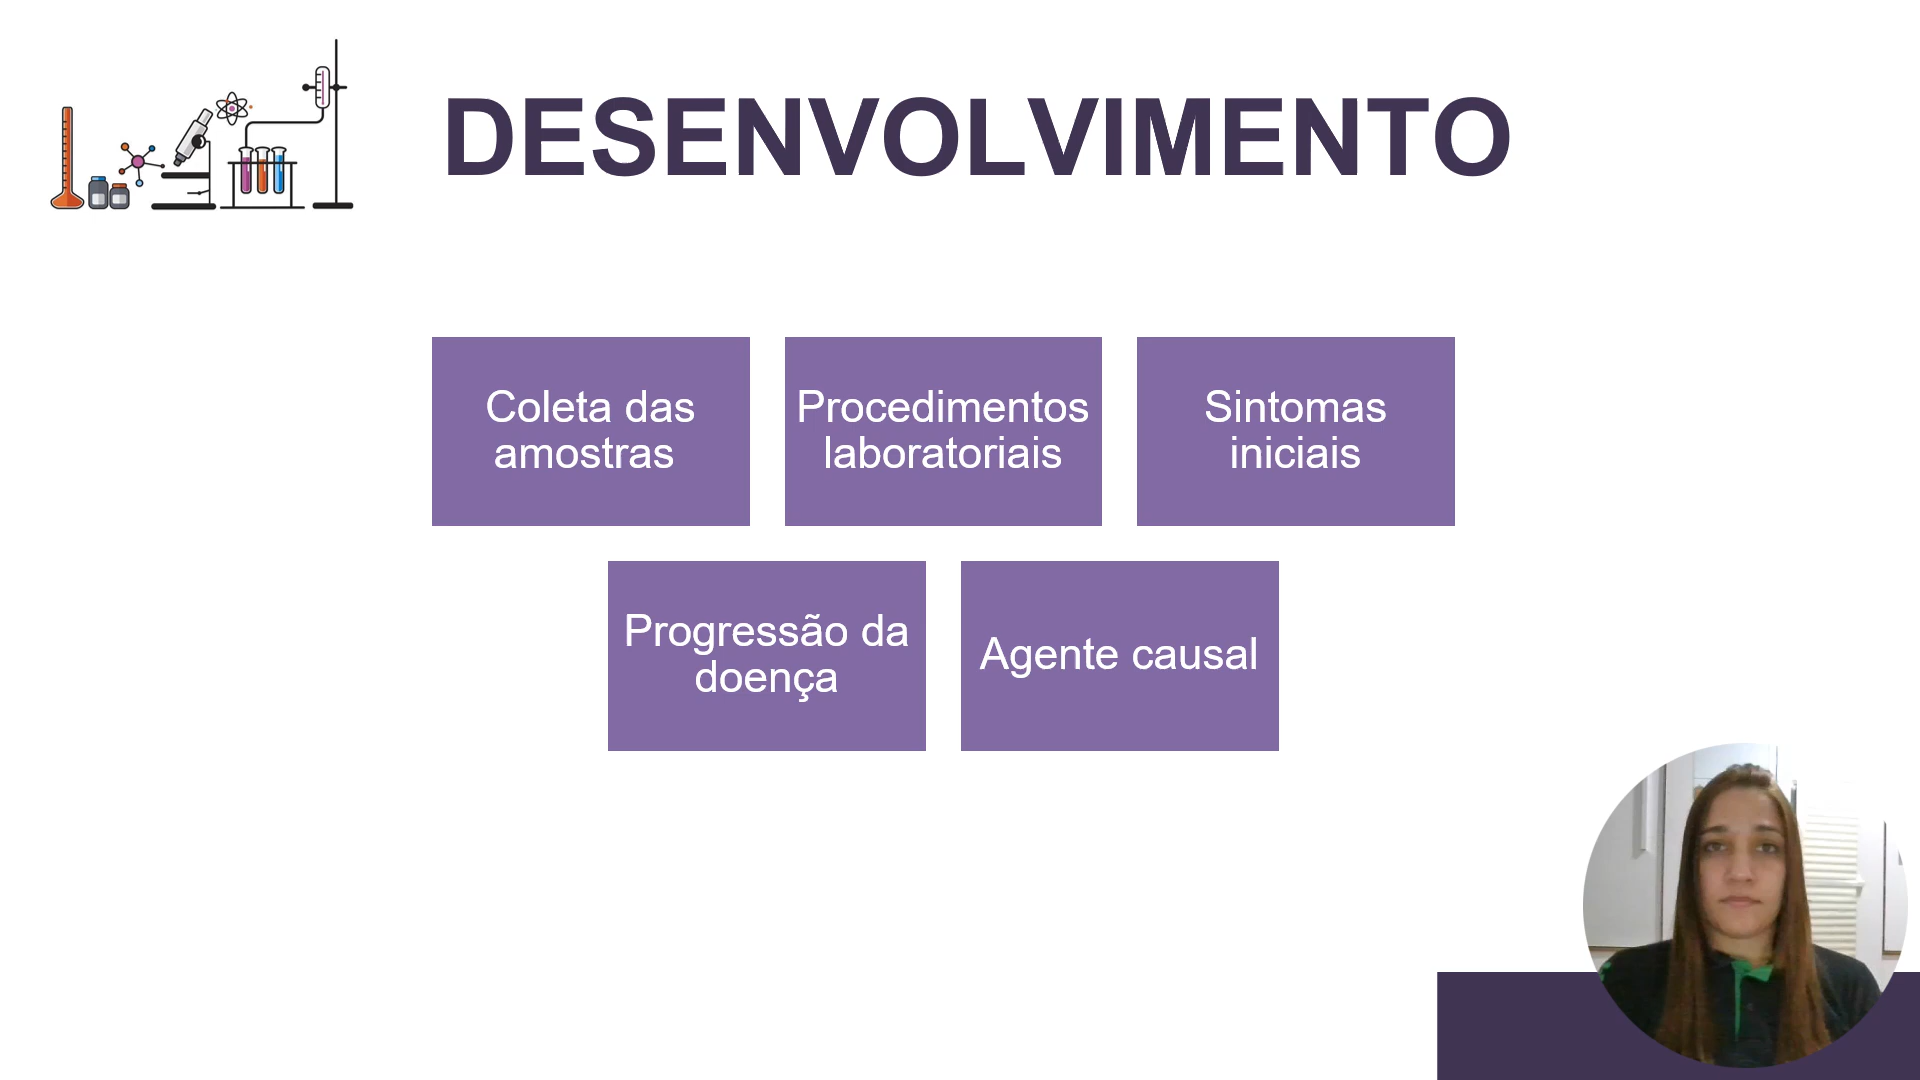 DESENVOLVIMENTO
Coleta das
amostras
Procedimentos
laboratoriais
Sintomas
iniciais
Progressão da
doença
Agente causal